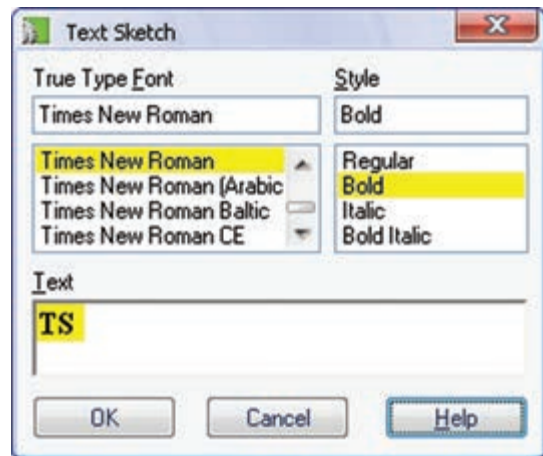 Text Sketch
True Type Font
Style
Times New Roman
Bold
Times New Roman
Times New Roman (Arabic
Times New Roman Baltic
Times New Roman CE
Regular
Bold
Italic
Bold Italic
Text
TS
OK
Cancel
Help